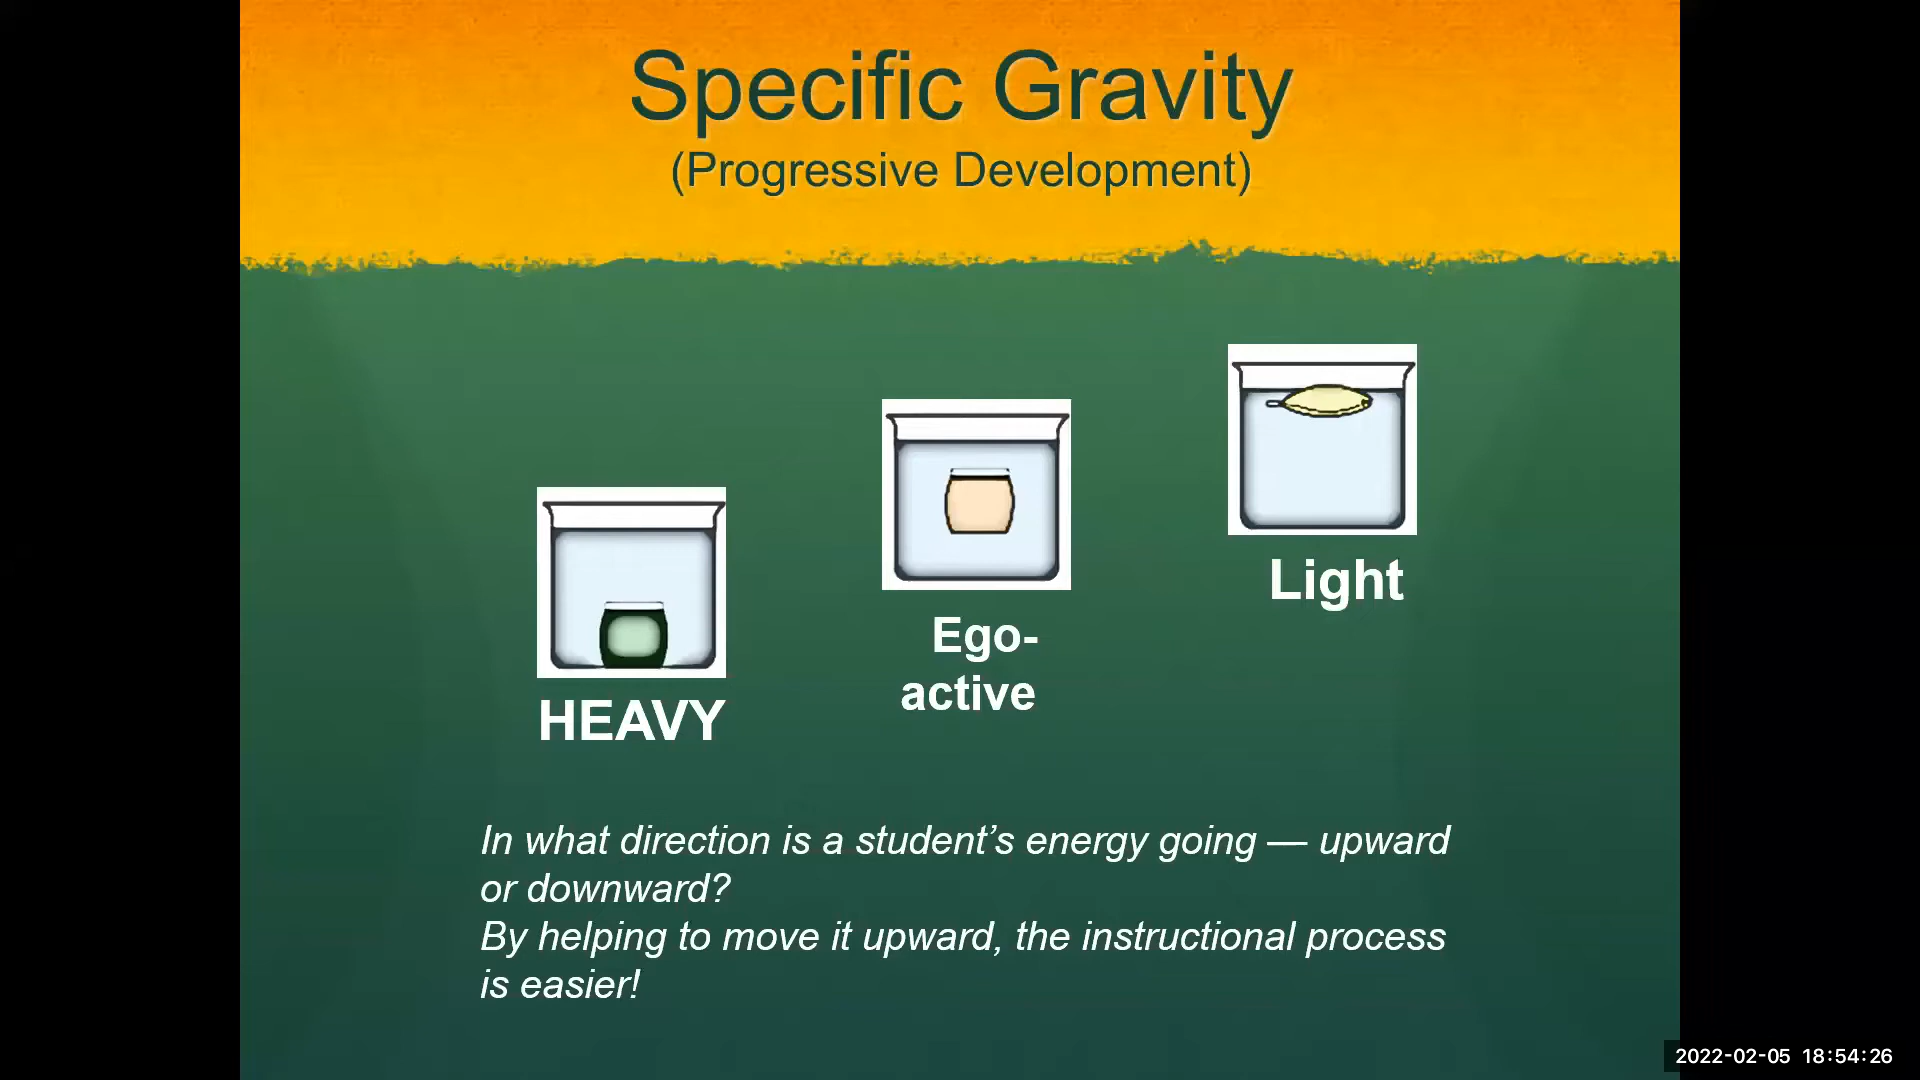 Specific Gravity
(Progressive Development)
Light
Ego-
active
HEAVY
In what direction is a student’s energy going — upward
or downward?
By helping to move it upward, the instructional process
is easier!
2022-02-05 18:54:26